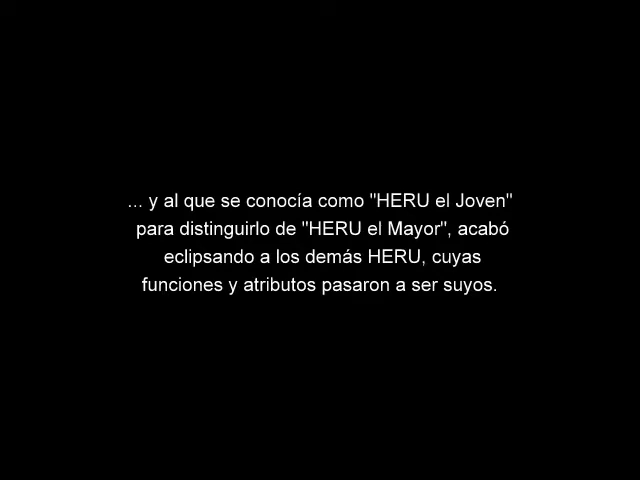 ... y al que se conocía como "HERU el Joven"
para distinguirlo de "HERU el Mayor", acabó
eclipsando a los demás HERU, cuyas
funciones y atributos pasaron a ser suyos.